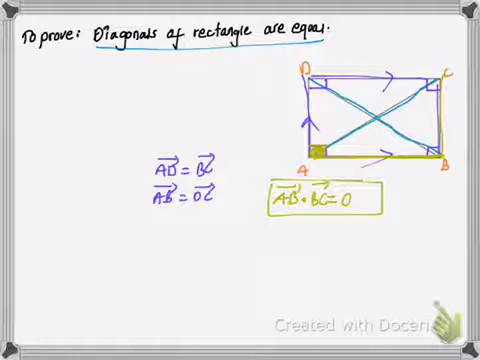 To prove: Diagonals of rectangle are equal.
D C
A B
→AD = →BC
→AB = →DC
→AB • →BC = 0
Created with Doceri